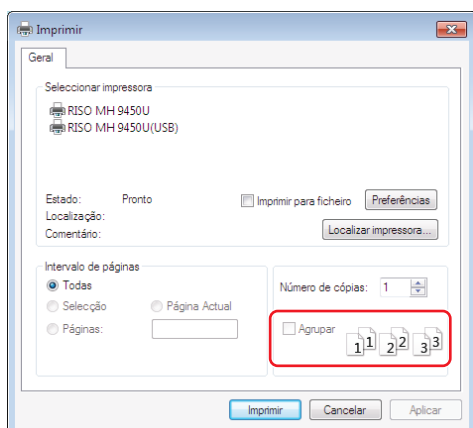 Imprimir
Geral
Seleccionar impressora
RISO MH 9450U
RISO MH 9450U(USB)
Estado: Pronto
Imprimir para ficheiro
Preferências
Localização:
Comentário:
Localizar impressora...
Intervalo de páginas
Todas
Selecção
Página Actual
Páginas:
Número de cópias: 1
Agrupar
1 1 2 2 3 3
Imprimir
Cancelar
Aplicar